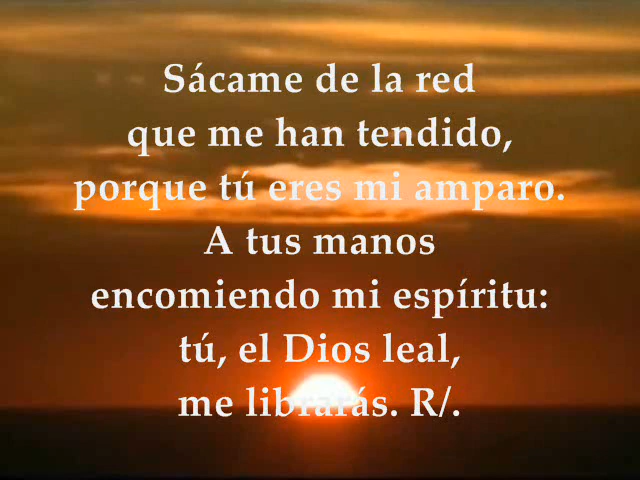 Sácame de la red
que me han tendido,
porque tú eres mi amparo.
A tus manos
encomiendo mi espíritu:
tú, el Dios leal,
me librarás. R/.